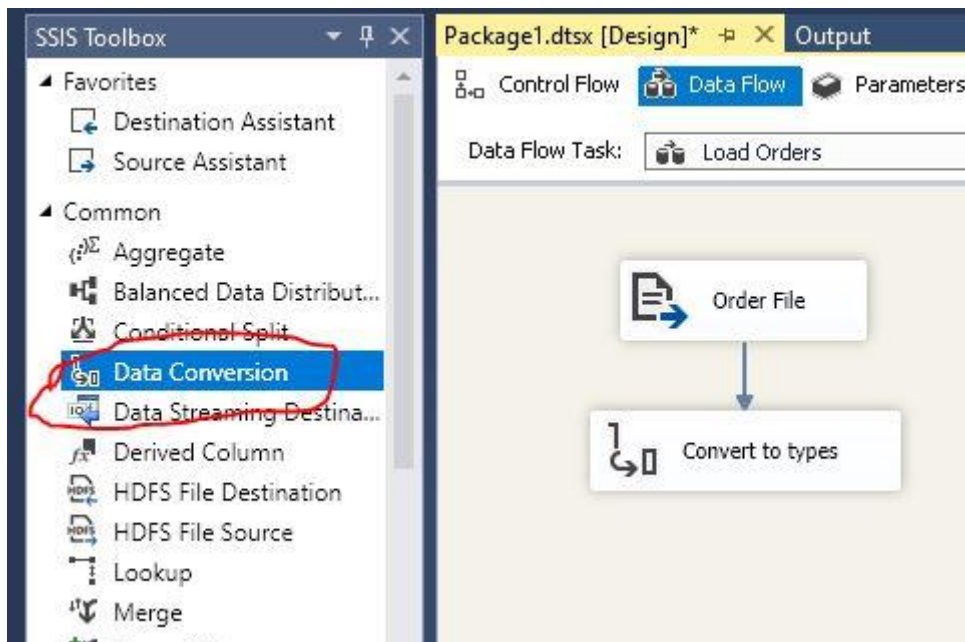 SSIS Toolbox
Favorites
Destination Assistant
Source Assistant
Common
Aggregate
Balanced Data Distribut...
Conditional Split
Data Conversion
Data Streaming Destina...
Derived Column
HDFS File Destination
HDFS File Source
Lookup
Merge
Package1.dtsx [Design]* Output
Control Flow Data Flow Parameters
Data Flow Task: Load Orders
Order File
Convert to types